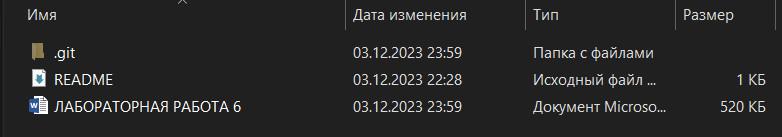 Имя Дата изменения Тип Размер
.git 03.12.2023 23:59 Папка с файлами
README 03.12.2023 22:28 Исходный файл ... 1 КБ
ЛАБОРАТОРНАЯ РАБОТА 6 03.12.2023 23:59 Документ Microso... 520 КБ